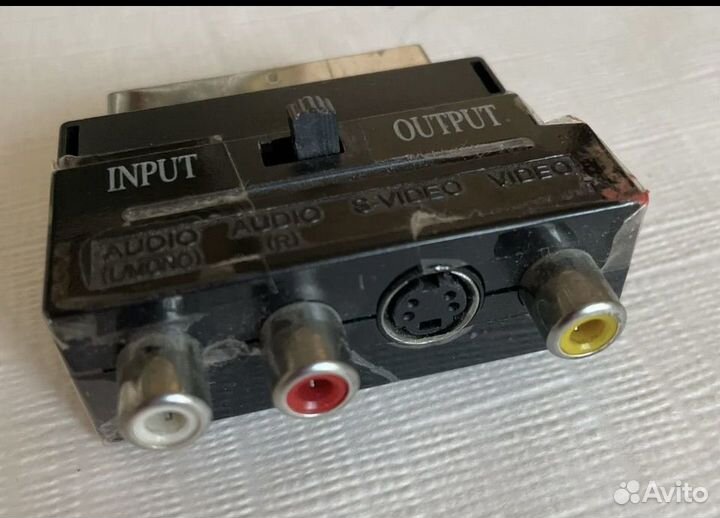 INPUT
OUTPUT
AUDIO
(L/MONO)
AUDIO
(R)
S-VIDEO
VIDEO
Avito